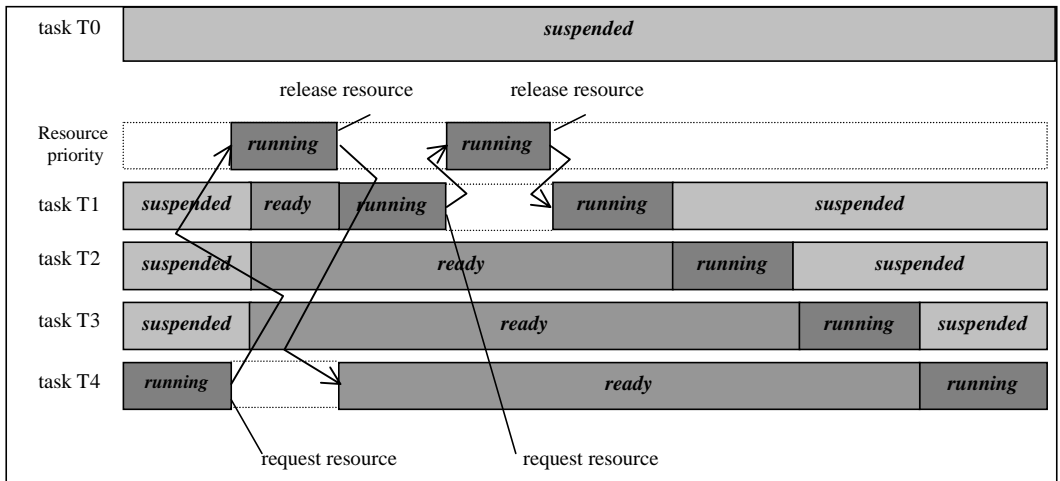 task T0 suspended
release resource release resource
Resource
priority
running running
task T1 suspended ready running running suspended
task T2 suspended ready running suspended
task T3 suspended ready running suspended
task T4 running ready running
request resource request resource